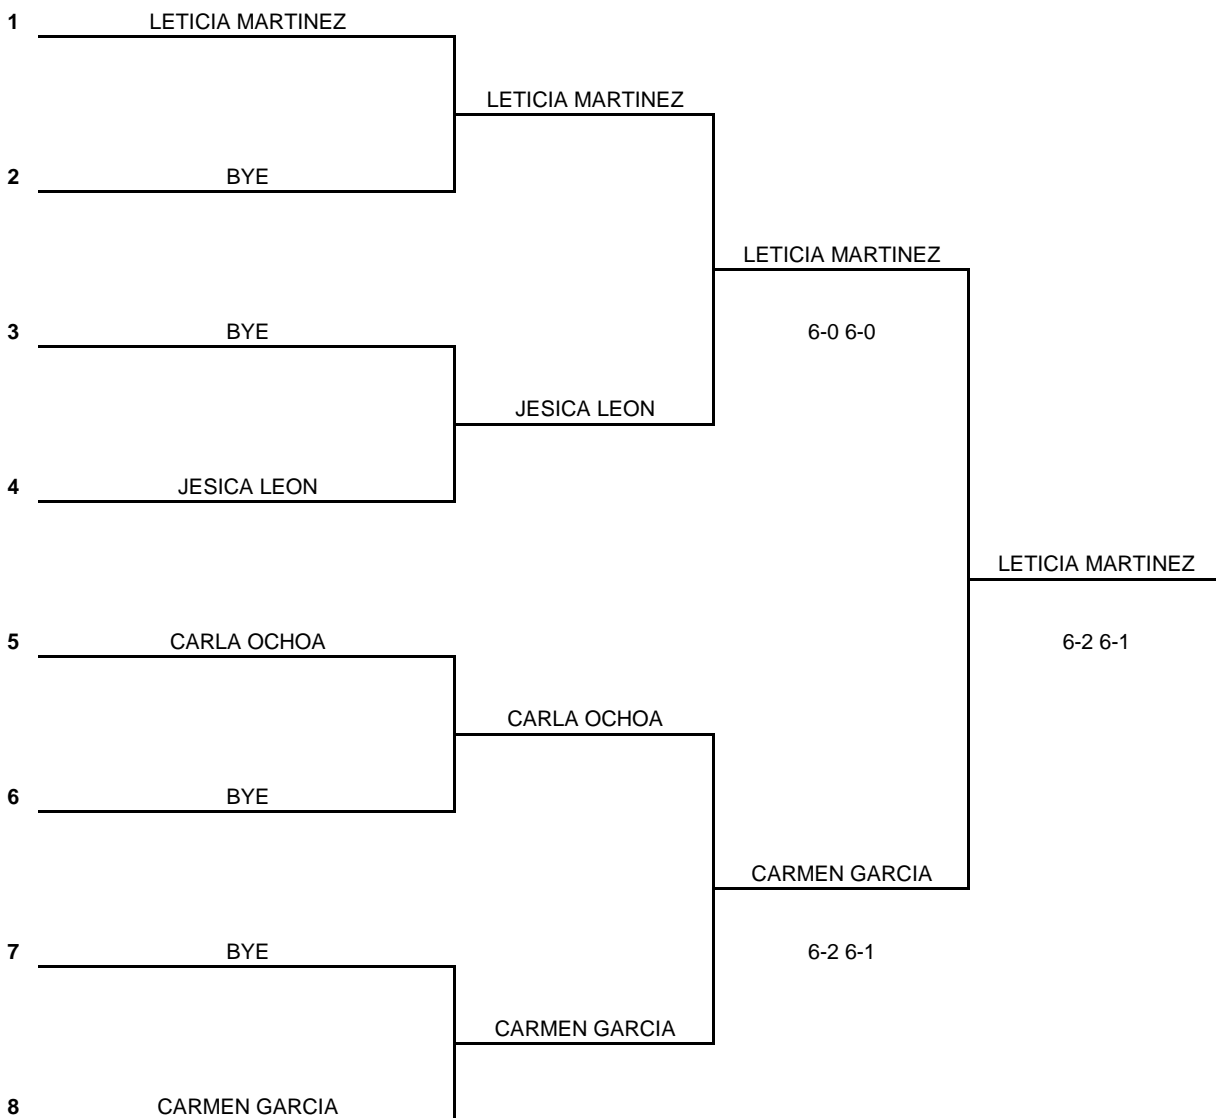 1 LETICIA MARTINEZ
LETICIA MARTINEZ
2 BYE
LETICIA MARTINEZ
3 BYE 6-0 6-0
JESICA LEON
4 JESICA LEON
LETICIA MARTINEZ
5 CARLA OCHOA 6-2 6-1
CARLA OCHOA
6 BYE
CARMEN GARCIA
7 BYE 6-2 6-1
CARMEN GARCIA
8 CARMEN GARCIA